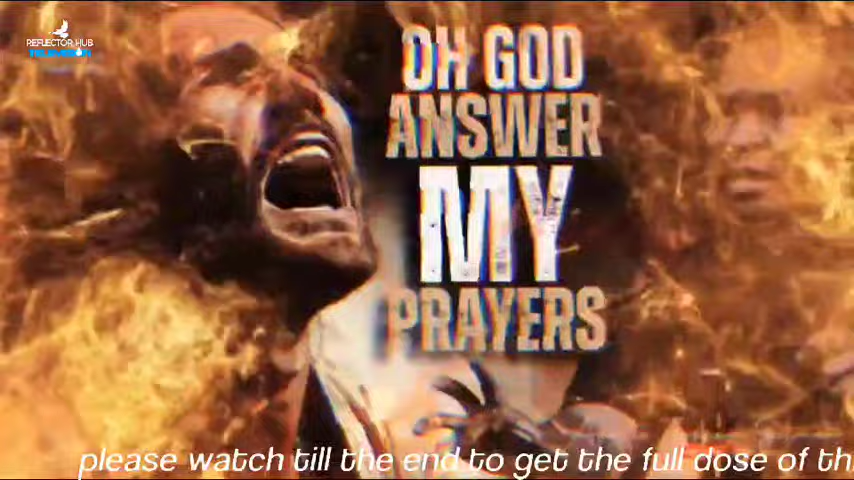 REFLECTOR HUB
TELEVISION
OH GOD
ANSWER
MY
PRAYERS
please watch till the end to get the full dose of th